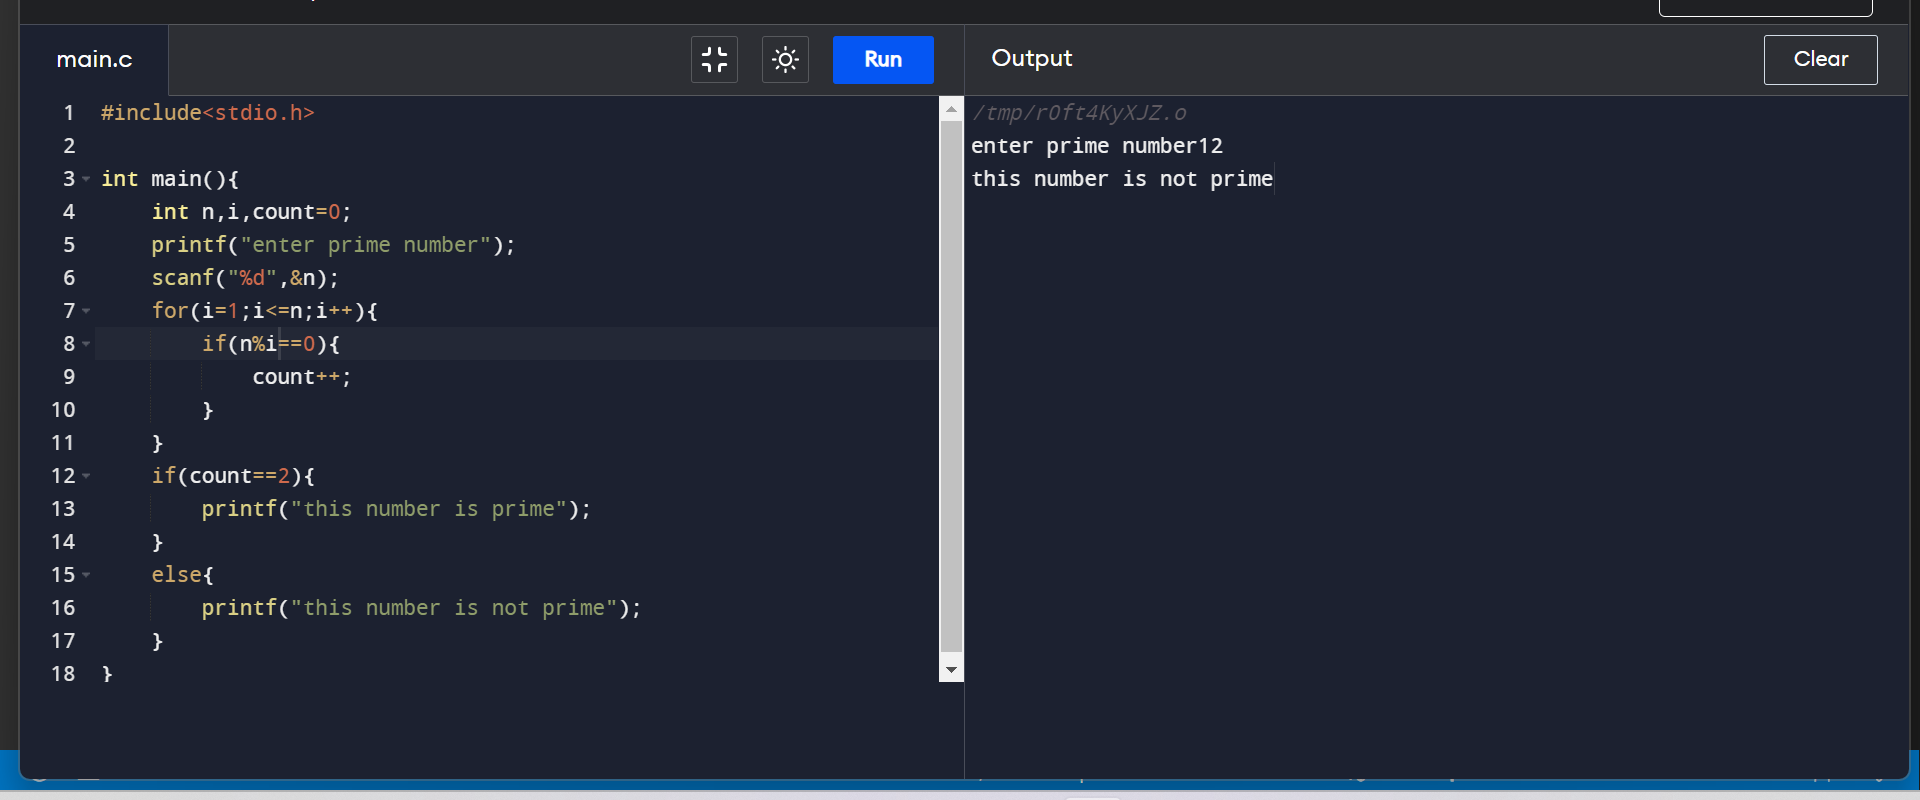 main.c
Run
1 #include<stdio.h>
2
3 int main(){
4     int n,i,count=0;
5     printf("enter prime number");
6     scanf("%d",&n);
7     for(i=1;i<=n;i++){
8         if(n%i==0){
9             count++;
10         }
11     }
12     if(count==2){
13         printf("this number is prime");
14     }
15     else{
16         printf("this number is not prime");
17     }
18 }
Output
Clear
/tmp/rOft4KyXJZ.o
enter prime number12
this number is not prime